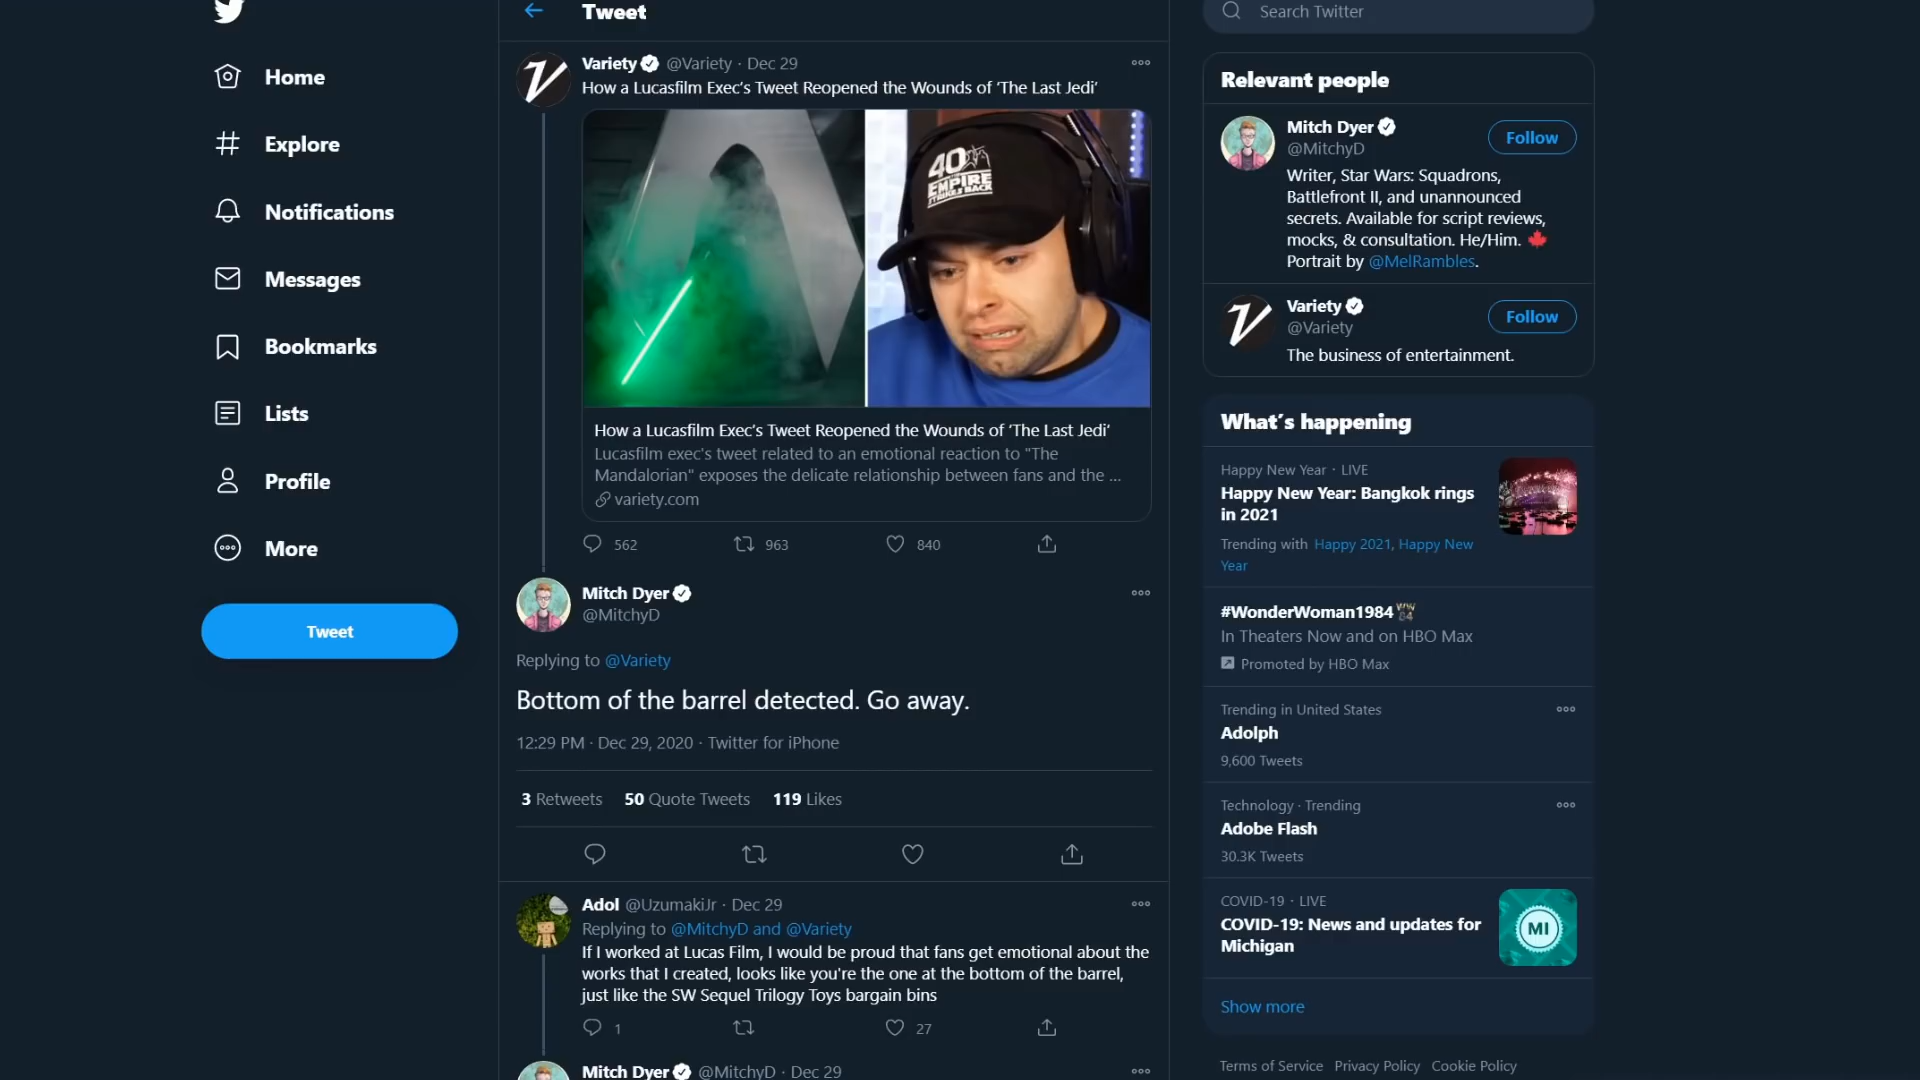 Home
Explore
Notifications
Messages
Bookmarks
Lists
Profile
More
Tweet
Tweet
Variety @Variety · Dec 29
How a Lucasfilm Exec’s Tweet Reopened the Wounds of ‘The Last Jedi’
40
EMPIRE
STRIKES BACK
How a Lucasfilm Exec’s Tweet Reopened the Wounds of ‘The Last Jedi’
Lucasfilm exec's tweet related to an emotional reaction to "The
Mandalorian" exposes the delicate relationship between fans and the ...
variety.com
562 963 840
Mitch Dyer
@MitchyD
Replying to @Variety
Bottom of the barrel detected. Go away.
12:29 PM · Dec 29, 2020 · Twitter for iPhone
3 Retweets 50 Quote Tweets 119 Likes
Adol @UzumakiJr · Dec 29
Replying to @MitchyD and @Variety
If I worked at Lucas Film, I would be proud that fans get emotional about the
works that I created, looks like you're the one at the bottom of the barrel,
just like the SW Sequel Trilogy Toys bargain bins
1 27
Mitch Dyer @MitchyD · Dec 29
Search Twitter
Relevant people
Mitch Dyer
@MitchyD
Follow
Writer, Star Wars: Squadrons,
Battlefront II, and unannounced
secrets. Available for script reviews,
mocks, & consultation. He/Him. 🍁
Portrait by @MelRambles.
Variety
@Variety
Follow
The business of entertainment.
What’s happening
Happy New Year · LIVE
Happy New Year: Bangkok rings
in 2021
Trending with Happy 2021, Happy New
Year
#WonderWoman1984
In Theaters Now and on HBO Max
Promoted by HBO Max
Trending in United States
Adolph
9,600 Tweets
Technology · Trending
Adobe Flash
30.3K Tweets
COVID-19 · LIVE
COVID-19: News and updates for
Michigan
MI
Show more
Terms of Service Privacy Policy Cookie Policy